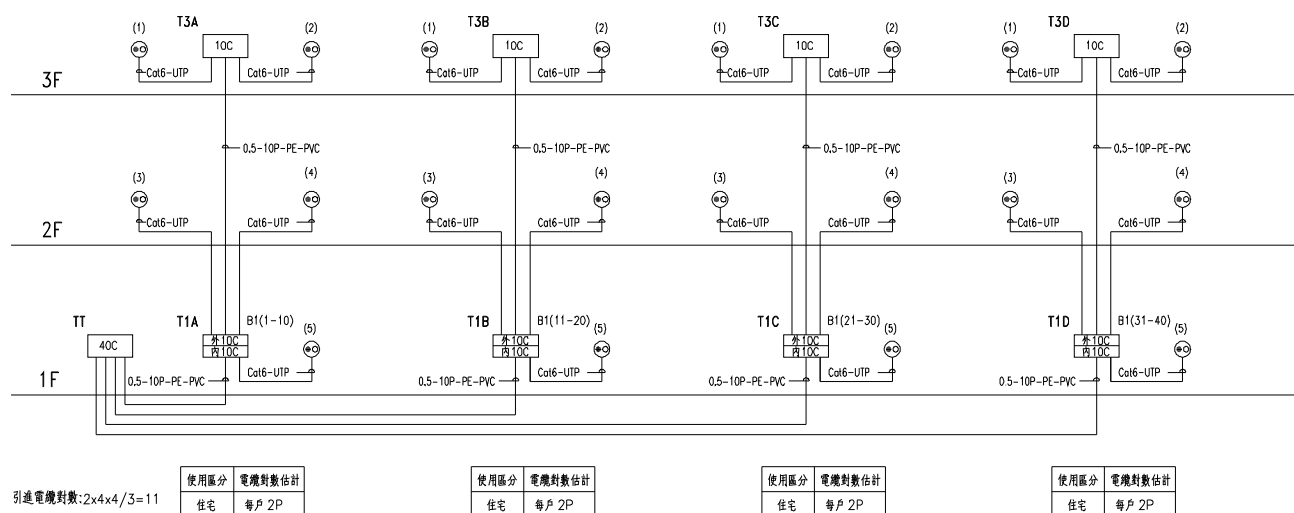 (1) T3A (2) (1) T3B (2) (1) T3C (2) (1) T3D (2)
10C 10C 10C 10C
Cat6-UTP Cat6-UTP Cat6-UTP Cat6-UTP Cat6-UTP Cat6-UTP Cat6-UTP Cat6-UTP
3F
0.5-10P-PE-PVC 0.5-10P-PE-PVC 0.5-10P-PE-PVC 0.5-10P-PE-PVC
(3) (4) (3) (4) (3) (4) (3) (4)
Cat6-UTP Cat6-UTP Cat6-UTP Cat6-UTP Cat6-UTP Cat6-UTP Cat6-UTP Cat6-UTP
2F
TT T1A B1(1-10) (5) T1B B1(11-20) (5) T1C B1(21-30) (5) T1D B1(31-40) (5)
40C 外10C 外10C 外10C 外10C
內10C 內10C 內10C 內10C
1F
0.5-10P-PE-PVC Cat6-UTP 0.5-10P-PE-PVC Cat6-UTP 0.5-10P-PE-PVC Cat6-UTP 0.5-10P-PE-PVC Cat6-UTP
使用區分 電纜對數估計 使用區分 電纜對數估計 使用區分 電纜對數估計 使用區分 電纜對數估計
引進電纜對數:2x4x4/3=11 住宅 每戶 2P 住宅 每戶 2P 住宅 每戶 2P 住宅 每戶 2P